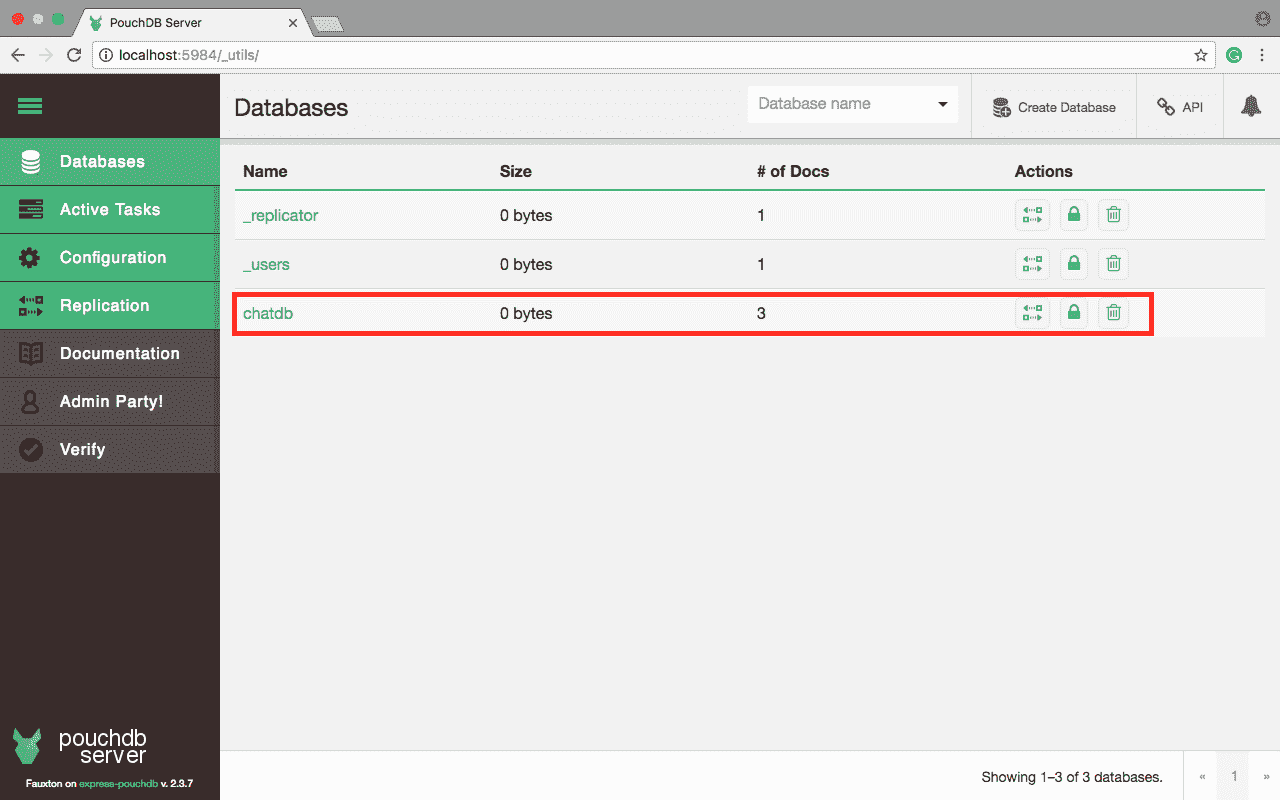 PouchDB Server
localhost:5984/_utils/
Databases
Database name
Create Database
API
Databases
Active Tasks
Configuration
Replication
Documentation
Admin Party!
Verify
Name Size # of Docs Actions
_replicator 0 bytes 1
_users 0 bytes 1
chatdb 0 bytes 3
pouchdb
server
Fauxton on express-pouchdb v. 2.3.7
Showing 1–3 of 3 databases.
« 1 »